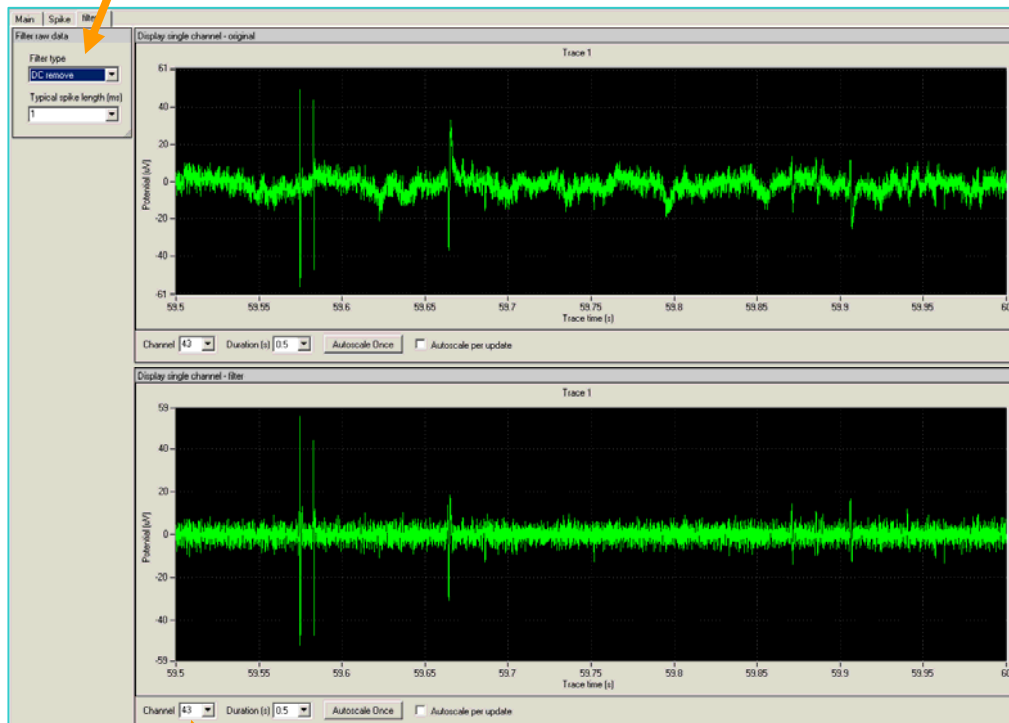 Main Spike filter
Filter raw data
Filter type
DC remove
Typical spike length (ms)
1
Display single channel - original
Trace 1
61
40
20
0
-20
-40
-61
Potential (uV)
59.5 59.55 59.6 59.65 59.7 59.75 59.8 59.85 59.9 59.95 60
Trace time (s)
Channel 43 Duration (s) 0.5 Autoscale Once Autoscale per update
Display single channel - filter
Trace 1
59
40
20
0
-20
-40
-59
Potential (uV)
59.5 59.55 59.6 59.65 59.7 59.75 59.8 59.85 59.9 59.95 60
Trace time (s)
Channel 43 Duration (s) 0.5 Autoscale Once Autoscale per update